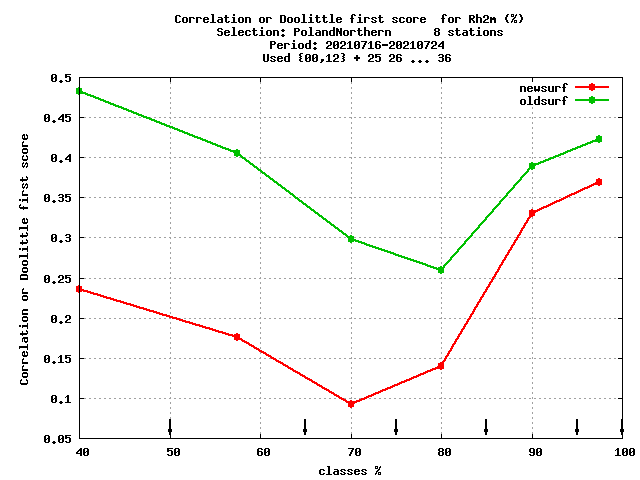 Correlation or Doolittle first score  for Rh2m (%)
Selection: PolandNorthern      8 stations
Period: 20210716-20210724
Used {00,12} + 25 26 ... 36
0.5
0.45
0.4
0.35
0.3
0.25
0.2
0.15
0.1
0.05
Correlation or Doolittle first score
newsurf
oldsurf
40 50 60 70 80 90 100
classes %